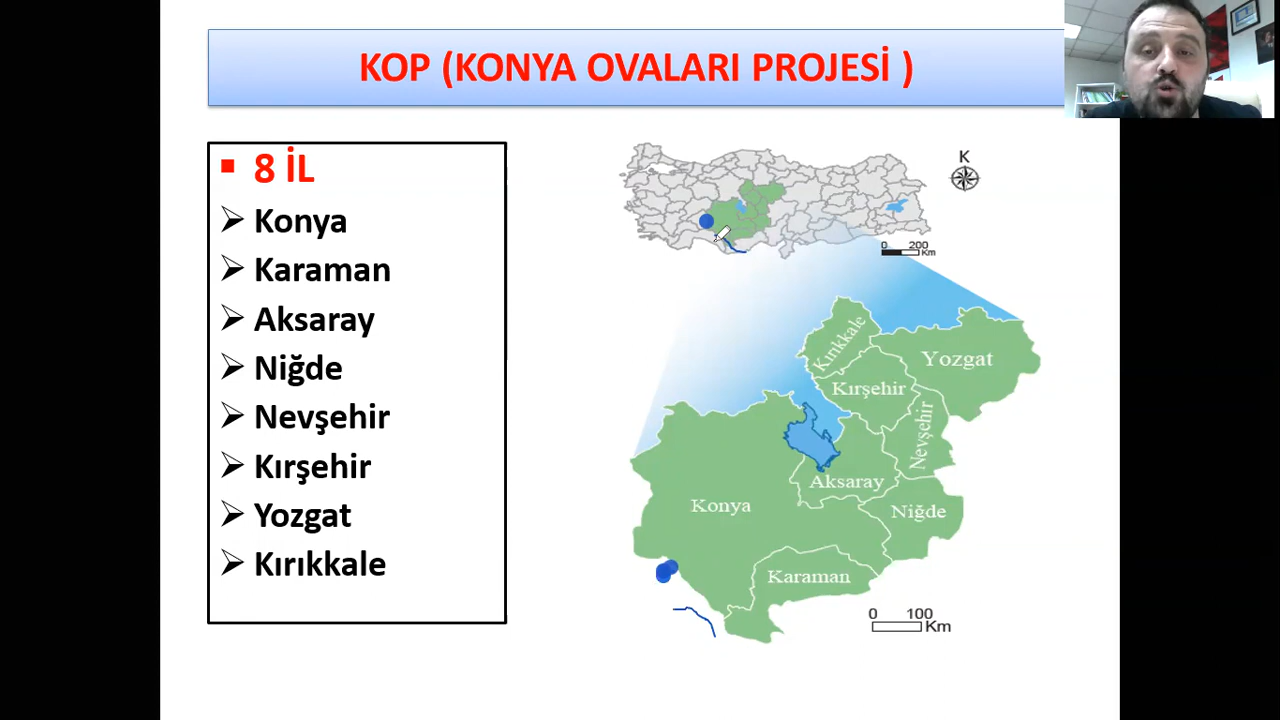 KOP (KONYA OVALARI PROJESİ )
▪ 8 İL
➢ Konya
➢ Karaman
➢ Aksaray
➢ Niğde
➢ Nevşehir
➢ Kırşehir
➢ Yozgat
➢ Kırıkkale
K
0 200
Km
Kırıkkale
Yozgat
Kırşehir
Nevşehir
Aksaray
Konya
Niğde
Karaman
0 100
Km